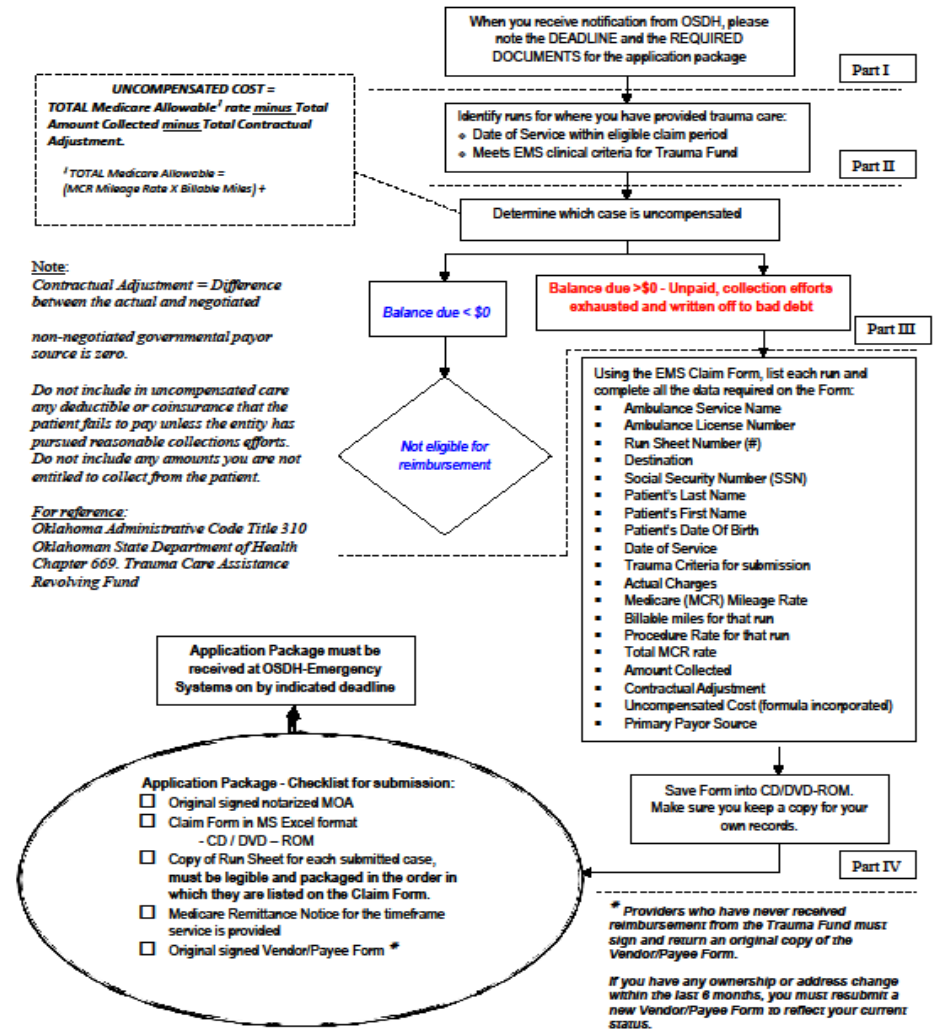 When you receive notification from OSDH, please
note the DEADLINE and the REQUIRED
DOCUMENTS for the application package
Part I
UNCOMPENSATED COST =
TOTAL Medicare Allowable¹ rate minus Total
Amount Collected minus Total Contractual
Adjustment.
¹ TOTAL Medicare Allowable =
(MCR Mileage Rate X Billable Miles) +
Identify runs for where you have provided trauma care:
❖ Date of Service within eligible claim period
❖ Meets EMS clinical criteria for Trauma Fund
Part II
Determine which case is uncompensated
Note:
Contractual Adjustment = Difference
between the actual and negotiated
non-negotiated governmental payor
source is zero.
Do not include in uncompensated care
any deductible or coinsurance that the
patient fails to pay unless the entity has
pursued reasonable collections efforts.
Do not include any amounts you are not
entitled to collect from the patient.
For reference:
Oklahoma Administrative Code Title 310
Oklahoman State Department of Health
Chapter 669. Trauma Care Assistance
Revolving Fund
Balance due < $0
Balance due >$0 - Unpaid, collection efforts
exhausted and written off to bad debt
Part III
Not eligible for
reimbursement
Using the EMS Claim Form, list each run and
complete all the data required on the Form:
▪ Ambulance Service Name
▪ Ambulance License Number
▪ Run Sheet Number (#)
▪ Destination
▪ Social Security Number (SSN)
▪ Patient's Last Name
▪ Patient's First Name
▪ Patient's Date Of Birth
▪ Date of Service
▪ Trauma Criteria for submission
▪ Actual Charges
▪ Medicare (MCR) Mileage Rate
▪ Billable miles for that run
▪ Procedure Rate for that run
▪ Total MCR rate
▪ Amount Collected
▪ Contractual Adjustment
▪ Uncompensated Cost (formula incorporated)
▪ Primary Payor Source
Save Form into CD/DVD-ROM.
Make sure you keep a copy for your
own records.
Part IV
Application Package must be
received at OSDH-Emergency
Systems on by indicated deadline
Application Package - Checklist for submission:
☐ Original signed notarized MOA
☐ Claim Form in MS Excel format
- CD / DVD – ROM
☐ Copy of Run Sheet for each submitted case,
must be legible and packaged in the order in
which they are listed on the Claim Form.
☐ Medicare Remittance Notice for the timeframe
service is provided
☐ Original signed Vendor/Payee Form *
* Providers who have never received
reimbursement from the Trauma Fund must
sign and return an original copy of the
Vendor/Payee Form.
If you have any ownership or address change
within the last 6 months, you must resubmit a
new Vendor/Payee Form to reflect your current
status.